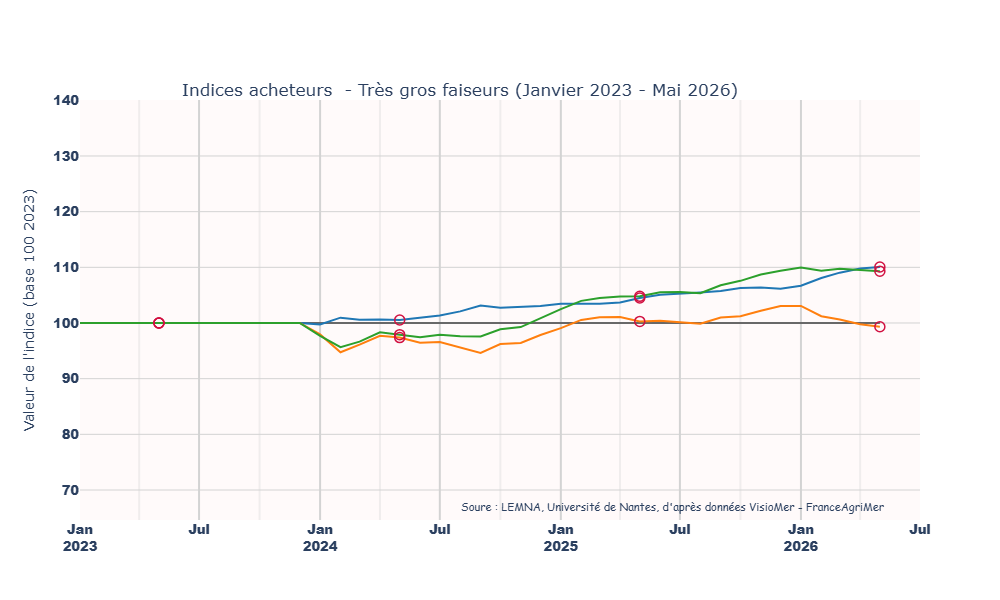 Indices acheteurs - Très gros faiseurs (Janvier 2023 - Mai 2026)
Valeur de l'indice (base 100 2023)
140
130
120
110
100
90
80
70
Soure : LEMNA, Université de Nantes, d'après données VisioMer - FranceAgriMer
Jan Jul Jan Jul Jan Jul Jan Jul
2023 2024 2025 2026